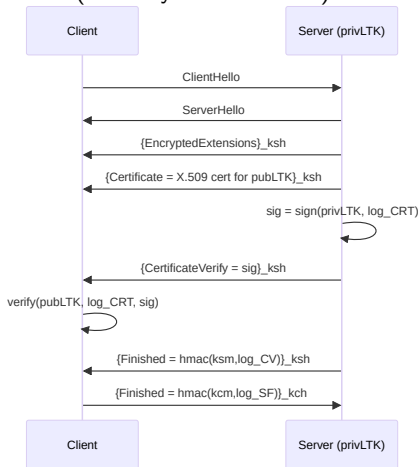 Client
Server (privLTK)
ClientHello
ServerHello
{EncryptedExtensions}_ksh
{Certificate = X.509 cert for pubLTK}_ksh
sig = sign(privLTK, log_CRT)
{CertificateVerify = sig}_ksh
verify(pubLTK, log_CRT, sig)
{Finished = hmac(ksm,log_CV)}_ksh
{Finished = hmac(kcm,log_SF)}_kch
Client
Server (privLTK)